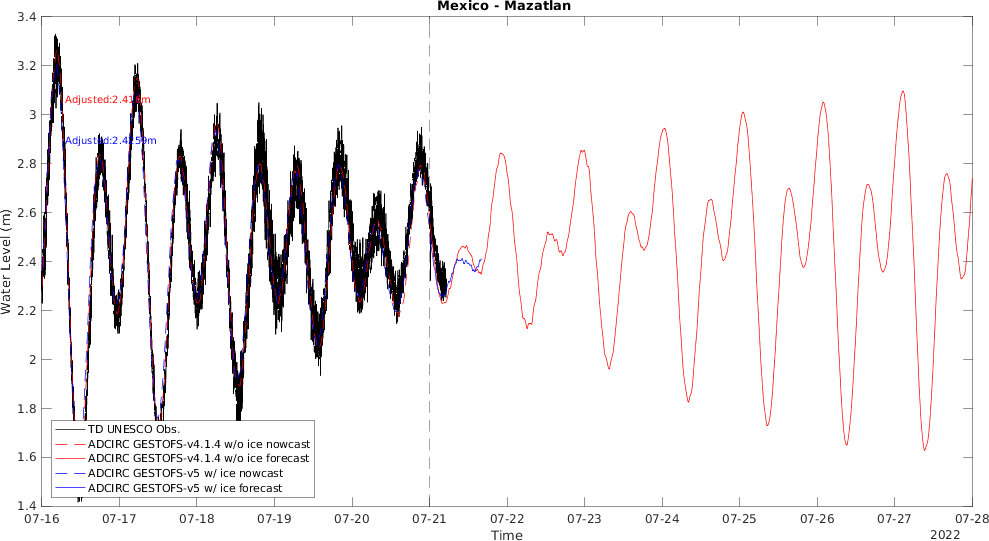 Mexico - Mazatlan
3.4
3.2
3
2.8
2.6
2.4
2.2
2
1.8
1.6
1.4
Water Level (m)
Adjusted:2.4259m
TD UNESCO Obs.
ADCIRC GESTOFS-v4.1.4 w/o ice nowcast
ADCIRC GESTOFS-v4.1.4 w/o ice forecast
ADCIRC GESTOFS-v5 w/ ice nowcast
ADCIRC GESTOFS-v5 w/ ice forecast
07-16 07-17 07-18 07-19 07-20 07-21 07-22 07-23 07-24 07-25 07-26 07-27 07-28
Time
2022